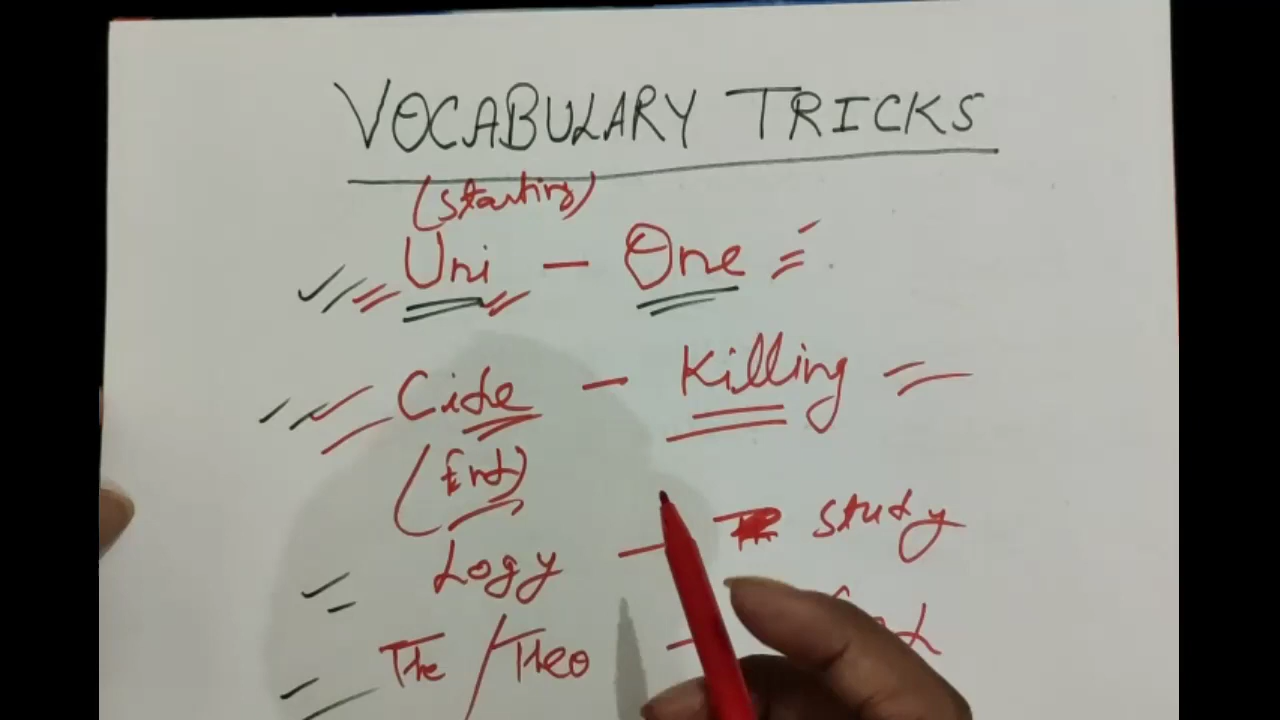 VOCABULARY TRICKS
(Starting)
Uni - One
Cide - Killing
(End)
Logy - Study
The / Theo -